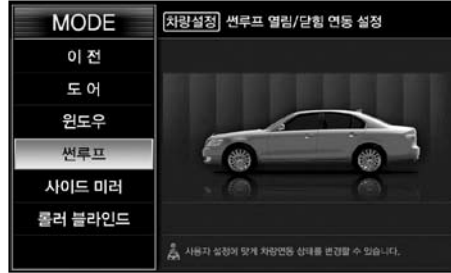 MODE
차량설정 썬루프 열림/닫힘 연동 설정
이 전
도 어
윈도우
썬루프
사이드 미러
롤러 블라인드
사용자 설정에 맞게 차량연동 상태를 변경할 수 있습니다.